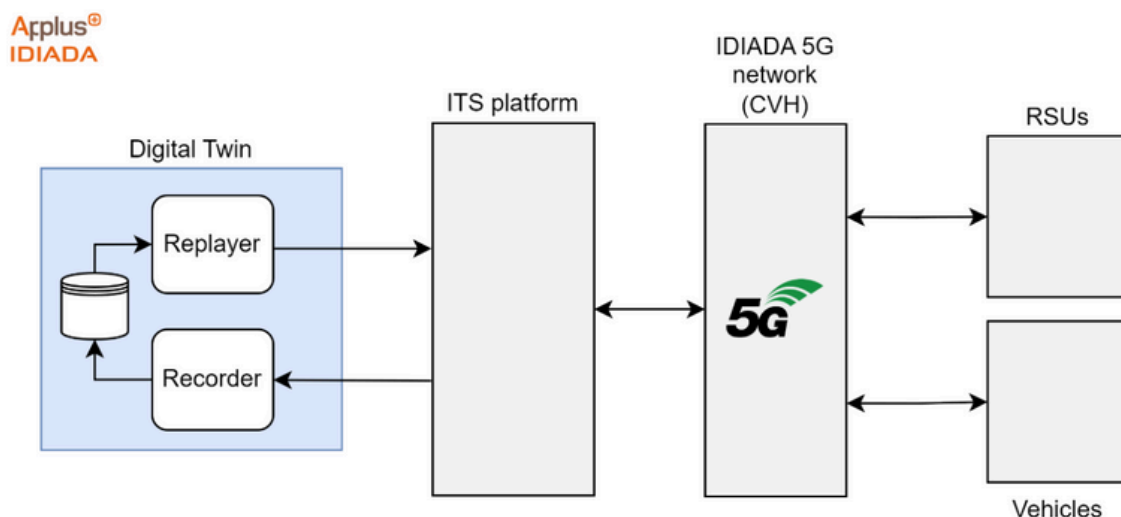 Applus+
IDIADA
IDIADA 5G
network
(CVH)
ITS platform
RSUs
Digital Twin
Replayer
Recorder
5G
Vehicles